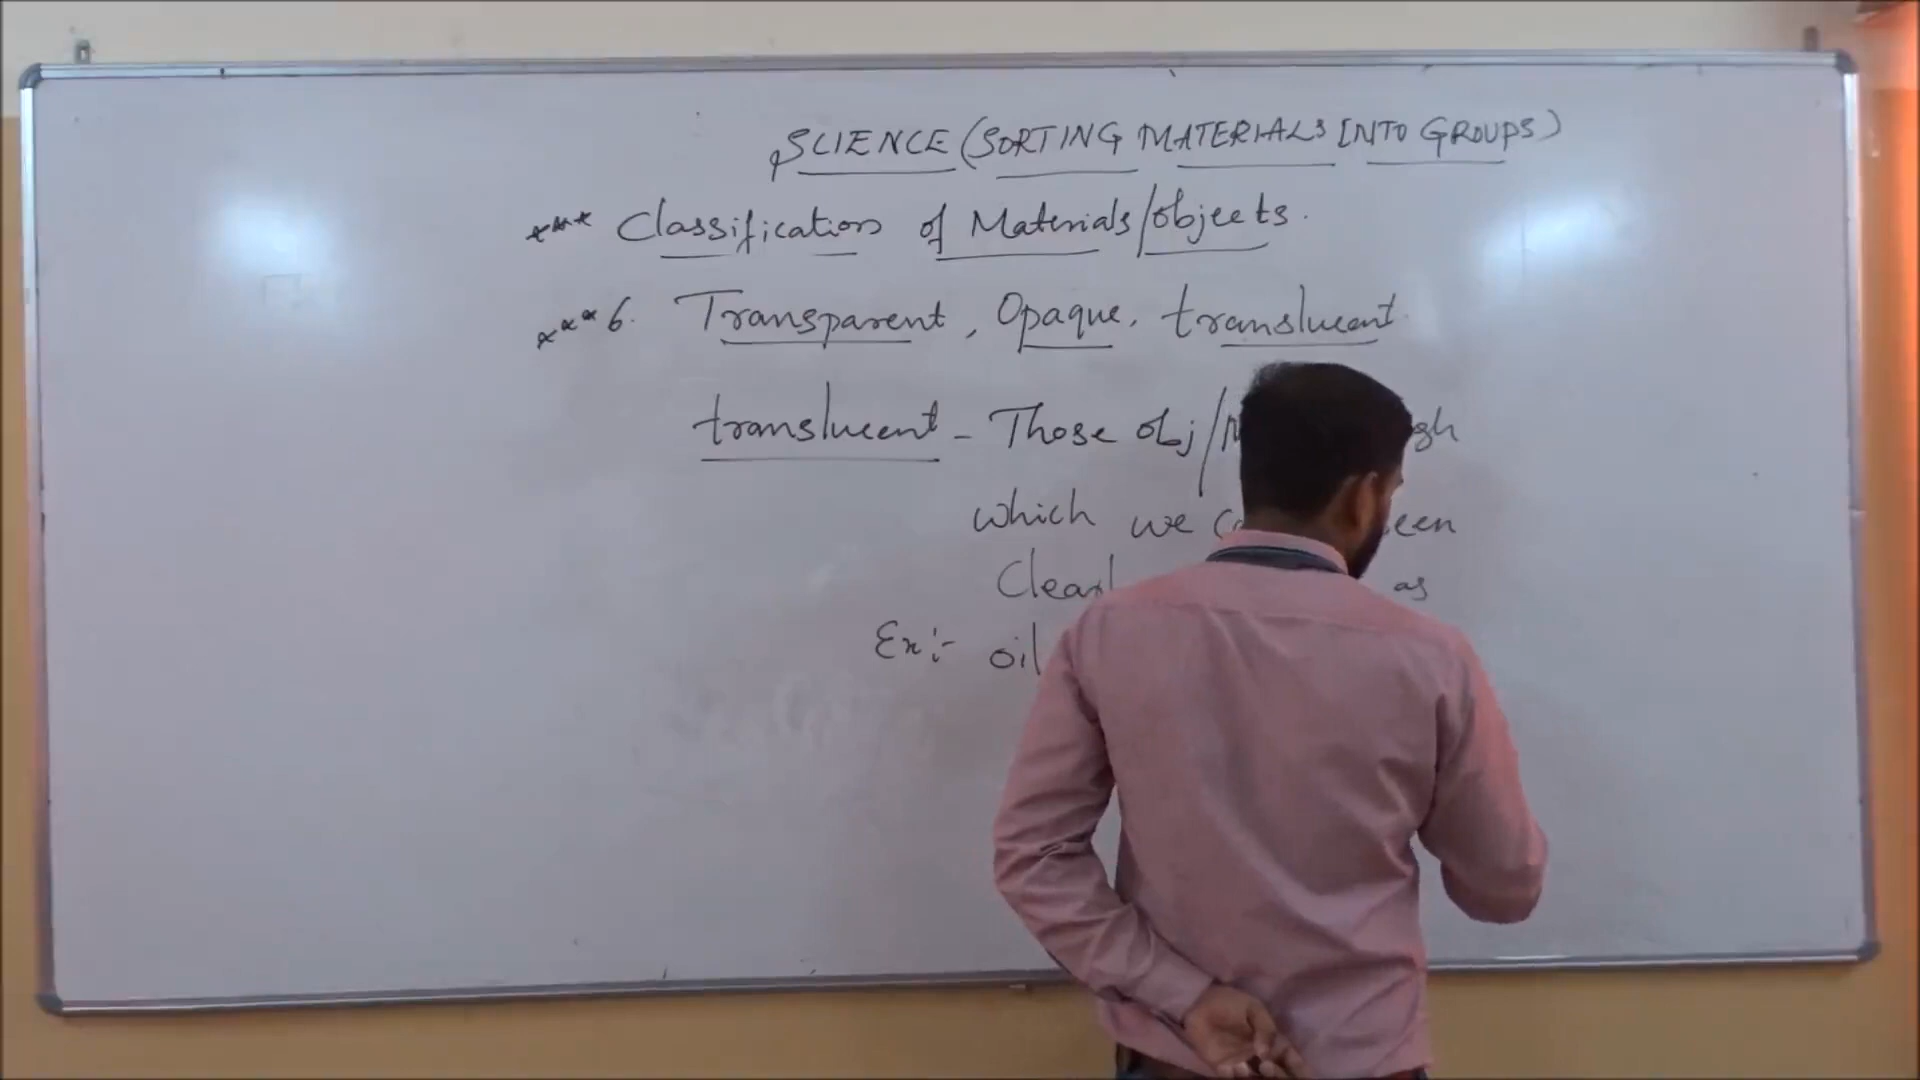 SCIENCE (SORTING MATERIALS INTO GROUPS)
*** Classification of Materials/objects.
*** 6. Transparent, Opaque, translucent.
translucent - Those obj/
which we
as
Ex:- oil